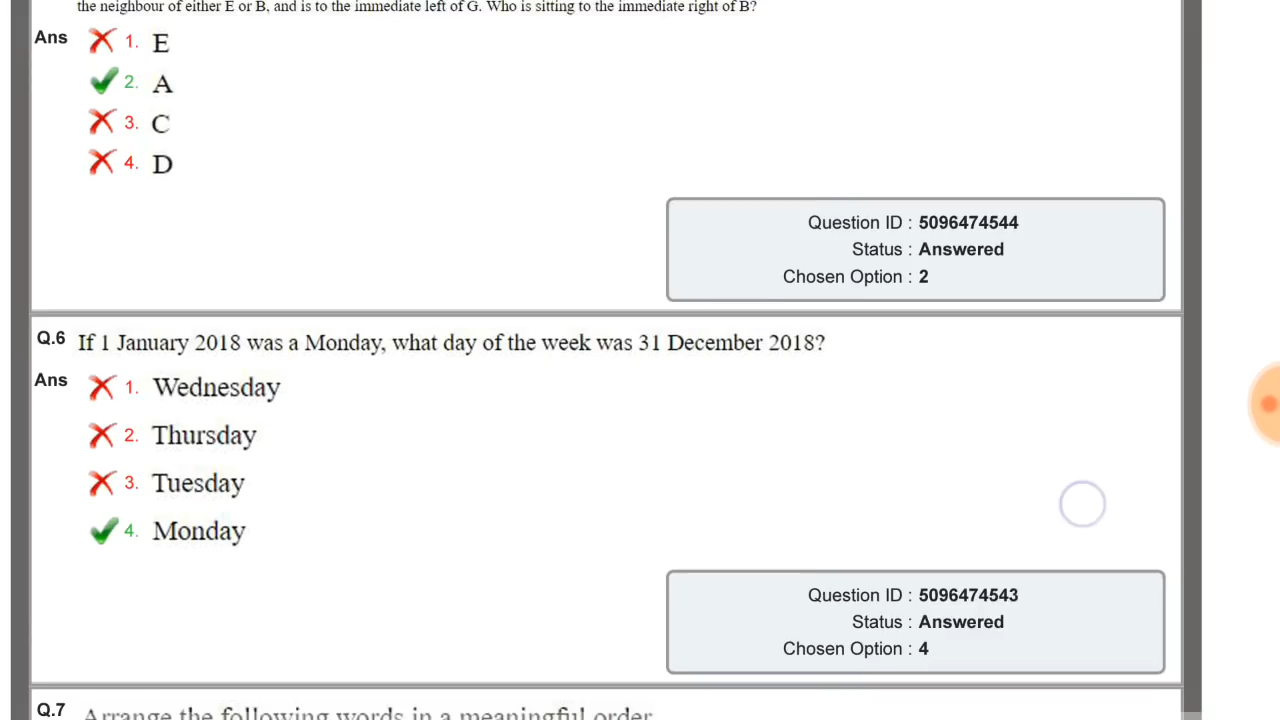 the neighbour of either E or B, and is to the immediate left of G. Who is sitting to the immediate right of B?
Ans 1. E
2. A
3. C
4. D
Question ID : 5096474544
Status : Answered
Chosen Option : 2
Q.6 If 1 January 2018 was a Monday, what day of the week was 31 December 2018?
Ans 1. Wednesday
2. Thursday
3. Tuesday
4. Monday
Question ID : 5096474543
Status : Answered
Chosen Option : 4
Q.7 Arrange the following words in a meaningful order.